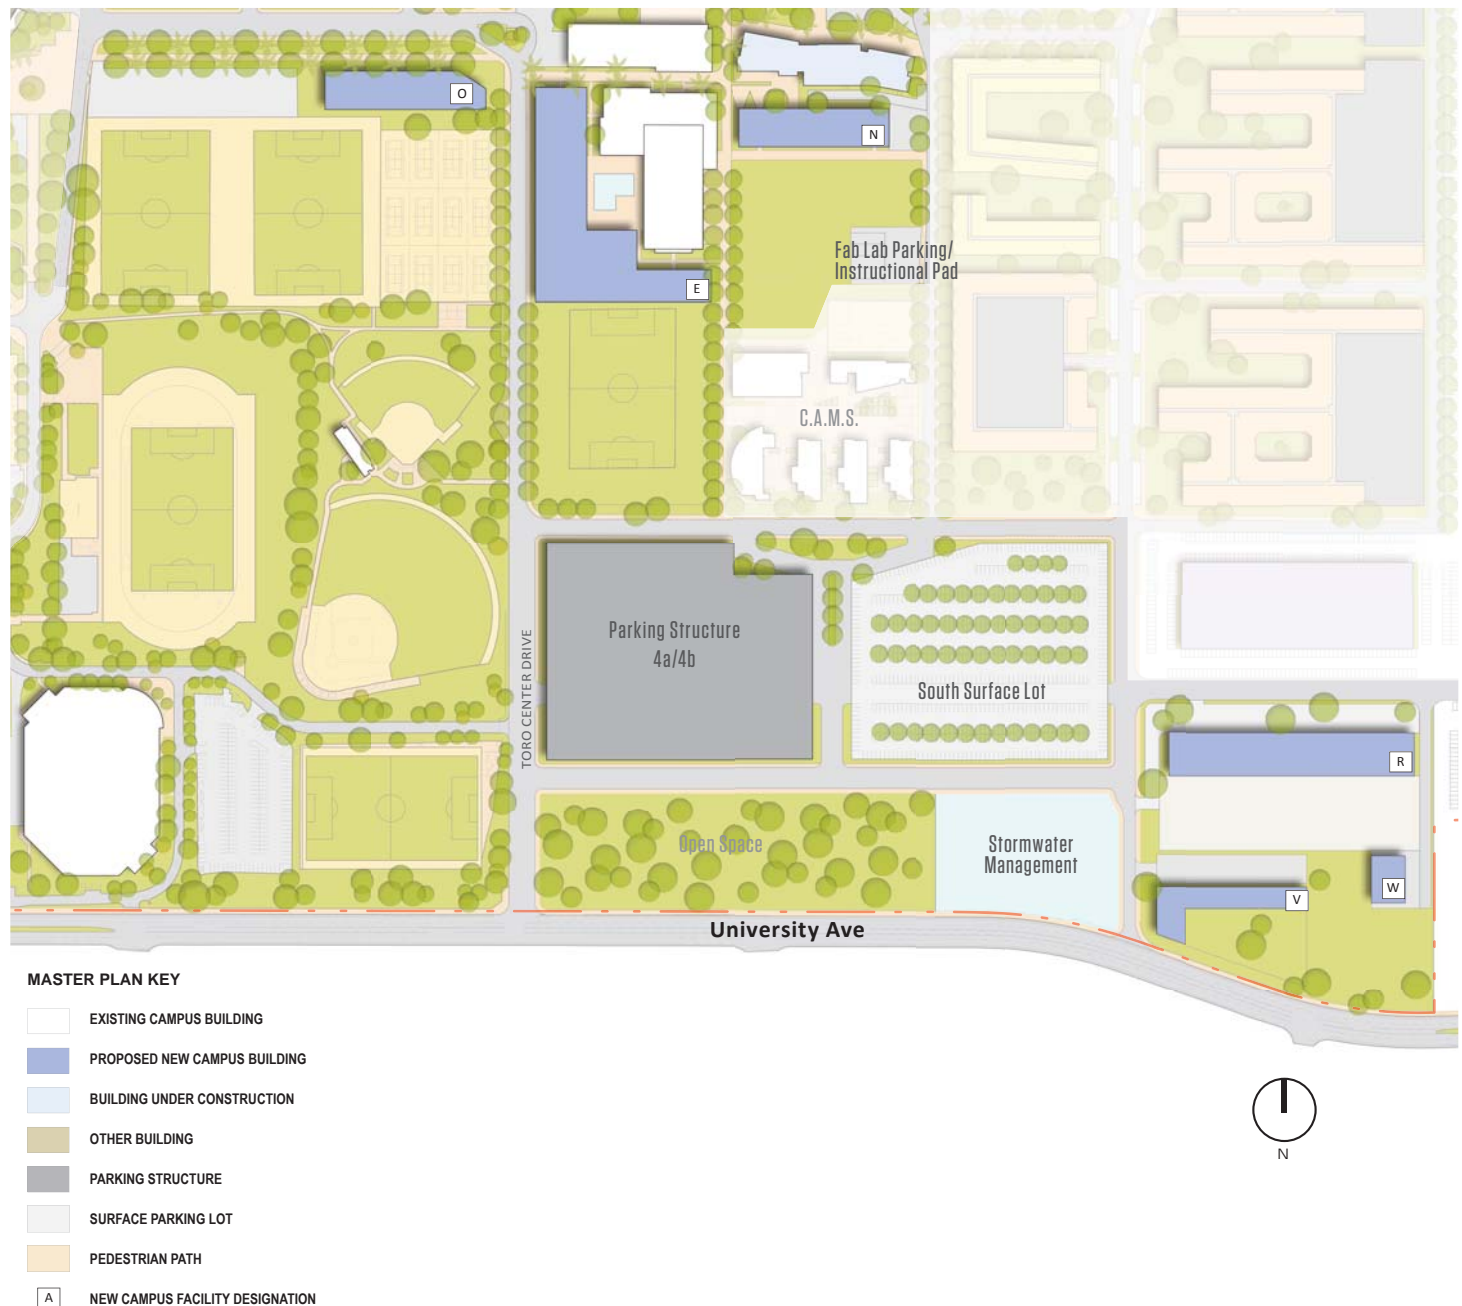 O
N
Fab Lab Parking/
Instructional Pad
E
C.A.M.S.
Parking Structure
4a/4b
TORO CENTER DRIVE
South Surface Lot
R
Open Space
Stormwater
Management
W
V
University Ave
MASTER PLAN KEY
EXISTING CAMPUS BUILDING
PROPOSED NEW CAMPUS BUILDING
BUILDING UNDER CONSTRUCTION
OTHER BUILDING
PARKING STRUCTURE
SURFACE PARKING LOT
PEDESTRIAN PATH
A NEW CAMPUS FACILITY DESIGNATION
N